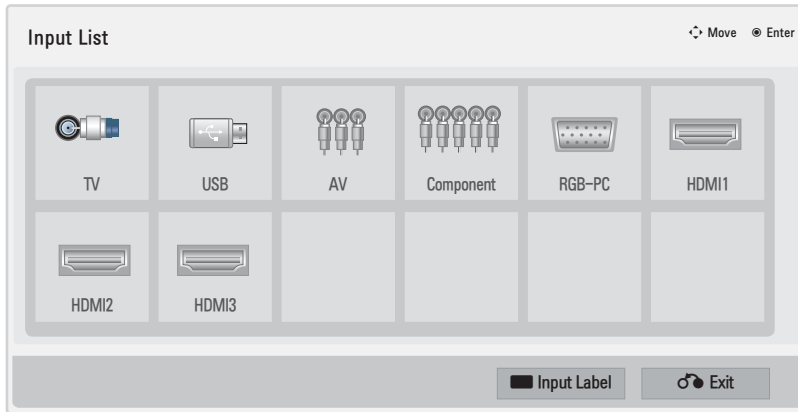 Input List
Move Enter
TV USB AV Component RGB-PC HDMI1
HDMI2 HDMI3
Input Label Exit